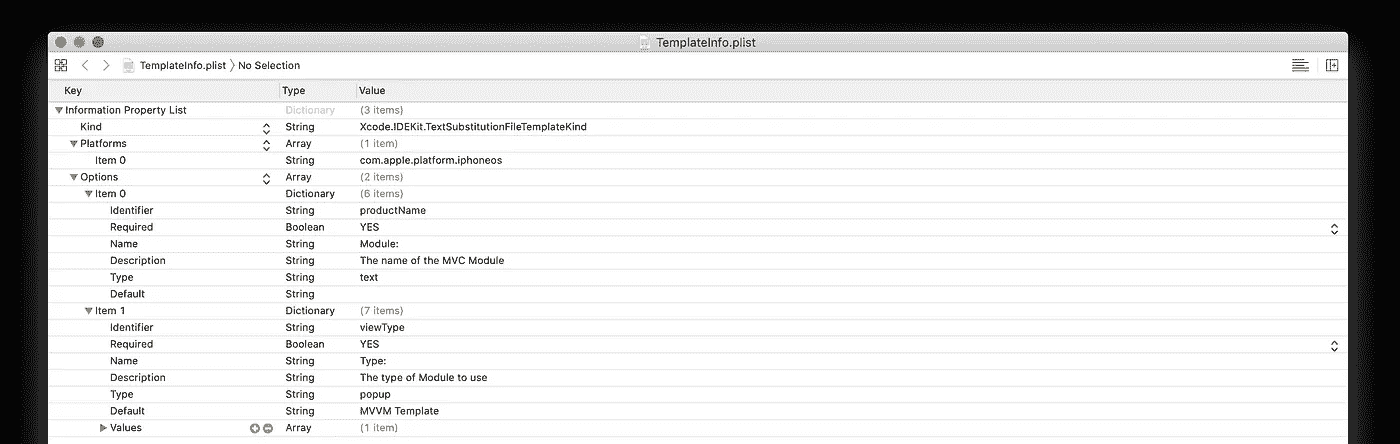 TemplateInfo.plist
TemplateInfo.plist No Selection
Key Type Value
Information Property List Dictionary (3 items)
Kind String Xcode.IDEKit.TextSubstitutionFileTemplateKind
Platforms Array (1 item)
Item 0 String com.apple.platform.iphoneos
Options Array (2 items)
Item 0 Dictionary (6 items)
Identifier String productName
Required Boolean YES
Name String Module:
Description String The name of the MVC Module
Type String text
Default String
Item 1 Dictionary (7 items)
Identifier String viewType
Required Boolean YES
Name String Type:
Description String The type of Module to use
Type String popup
Default String MVVM Template
Values Array (1 item)